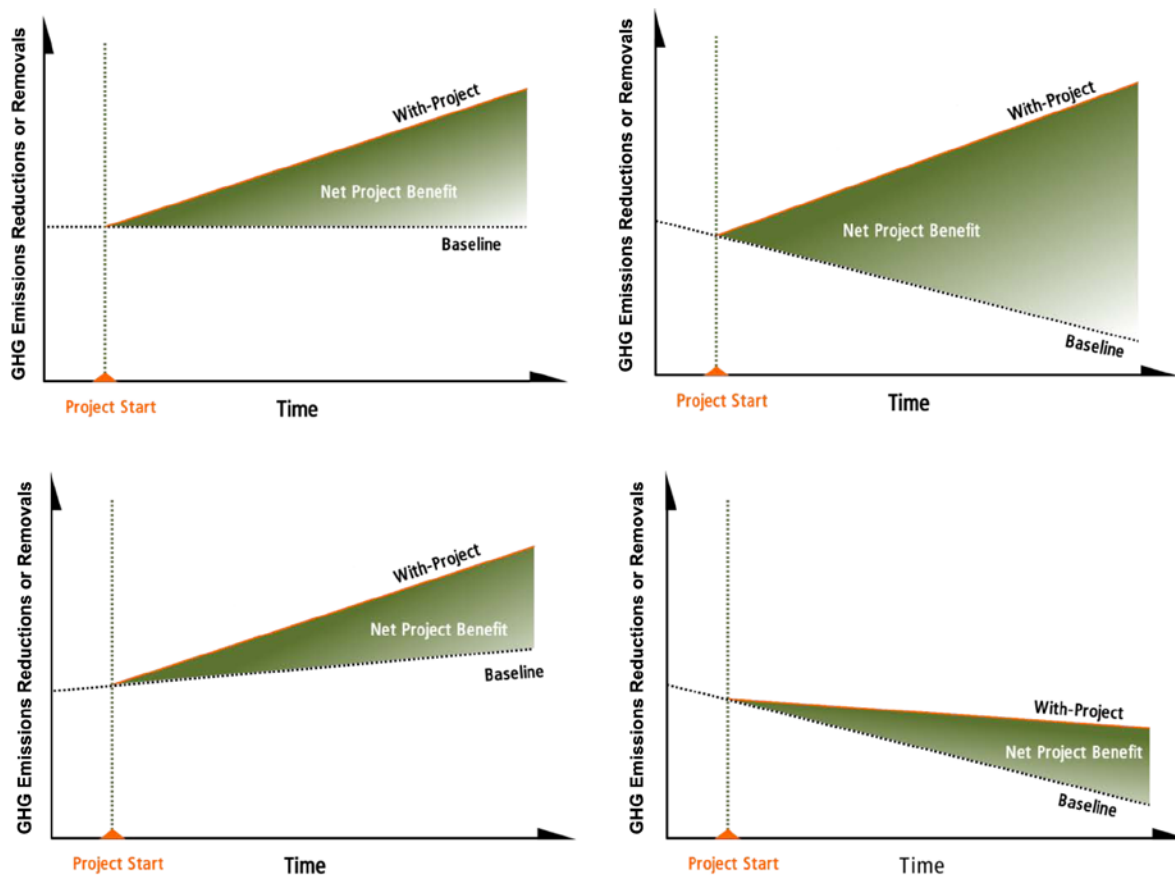 GHG Emissions Reductions or Removals
With-Project
Net Project Benefit
Baseline
Project Start
Time
GHG Emissions Reductions or Removals
With-Project
Net Project Benefit
Baseline
Project Start
Time
GHG Emissions Reductions or Removals
With-Project
Net Project Benefit
Baseline
Project Start
Time
GHG Emissions Reductions or Removals
With-Project
Net Project Benefit
Baseline
Project Start
Time